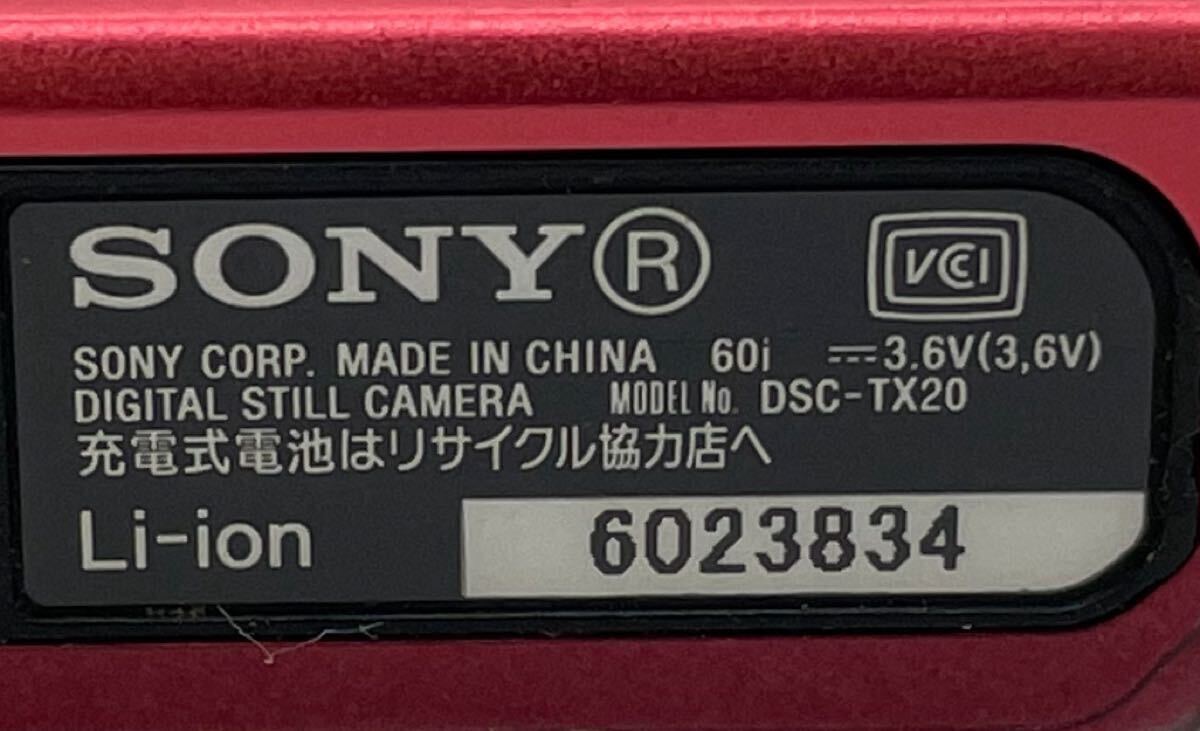 SONY®
VCCI
SONY CORP. MADE IN CHINA 60i ⎓3.6V(3,6V)
DIGITAL STILL CAMERA MODEL No. DSC-TX20
充電式電池はリサイクル協力店へ
Li-ion
6023834